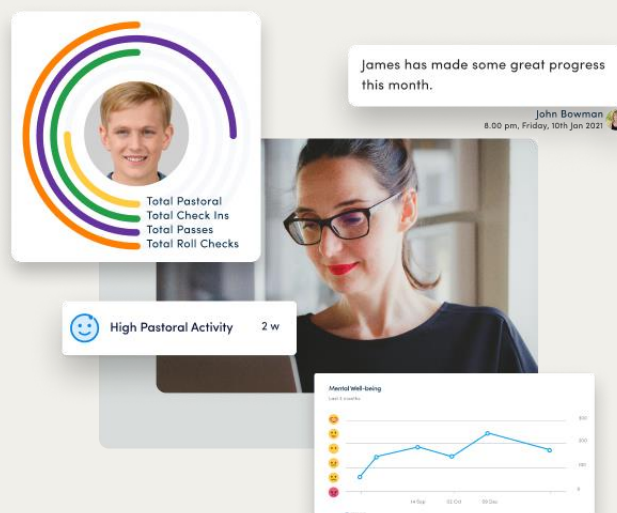 James has made some great progress
this month.
John Bowman
8.00 pm, Friday, 10th Jan 2021
Total Pastoral
Total Check Ins
Total Passes
Total Roll Checks
High Pastoral Activity 2 w
Mental Well-being
14 Sep